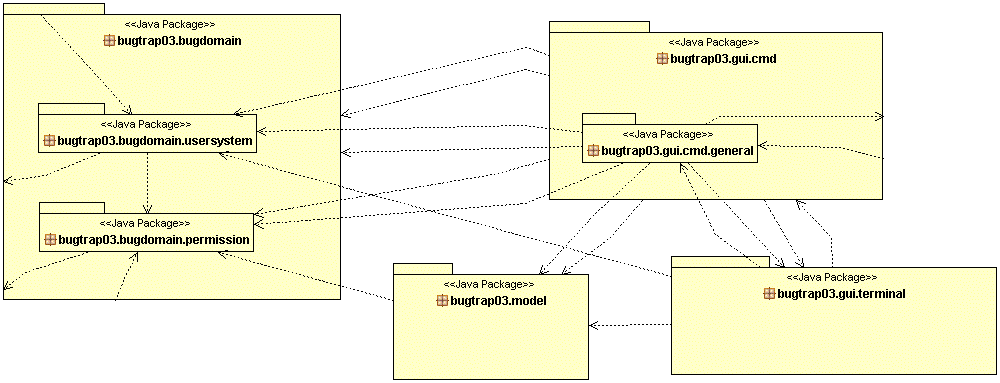 <<Java Package>>
bugtrap03.bugdomain
<<Java Package>>
bugtrap03.bugdomain.usersystem
<<Java Package>>
bugtrap03.bugdomain.permission
<<Java Package>>
bugtrap03.gui.cmd
<<Java Package>>
bugtrap03.gui.cmd.general
<<Java Package>>
bugtrap03.model
<<Java Package>>
bugtrap03.gui.terminal